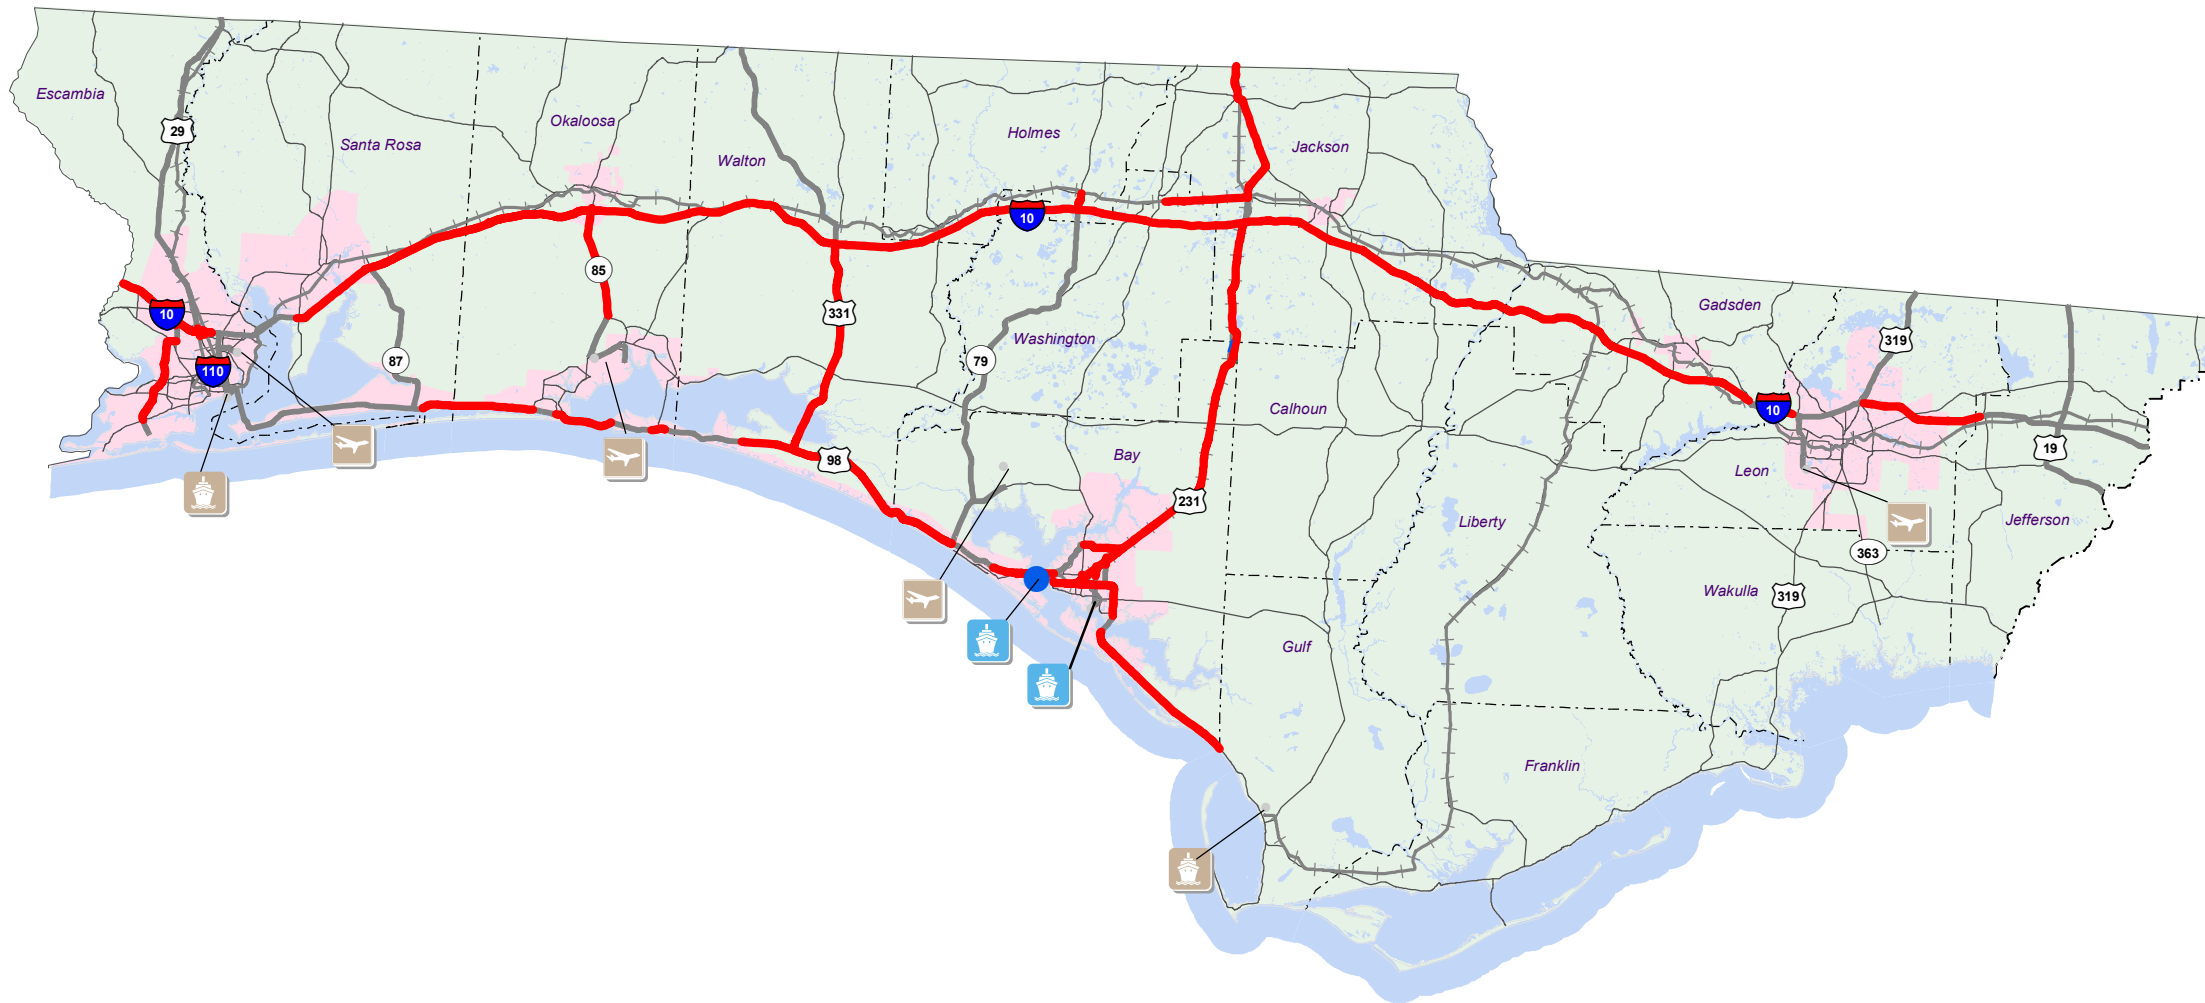 Escambia
29
Santa Rosa
Okaloosa
Walton
Holmes
Jackson
10
85
10
331
Gadsden
319
110
87
79
Washington
Calhoun
10
98
Bay
231
Leon
19
Liberty
Jefferson
363
Wakulla
319
Gulf
Franklin